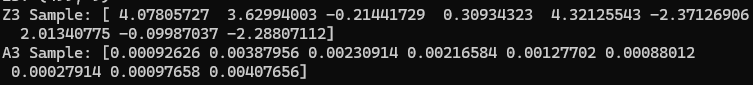 Z3 Sample: [ 4.07805727  3.62994003 -0.21441729  0.30934323  4.32125543 -2.37126906
  2.01340775 -0.09987037 -2.28807112]
A3 Sample: [0.00092626 0.00387956 0.00230914 0.00216584 0.00127702 0.00088012
 0.00027914 0.00097658 0.00407656]